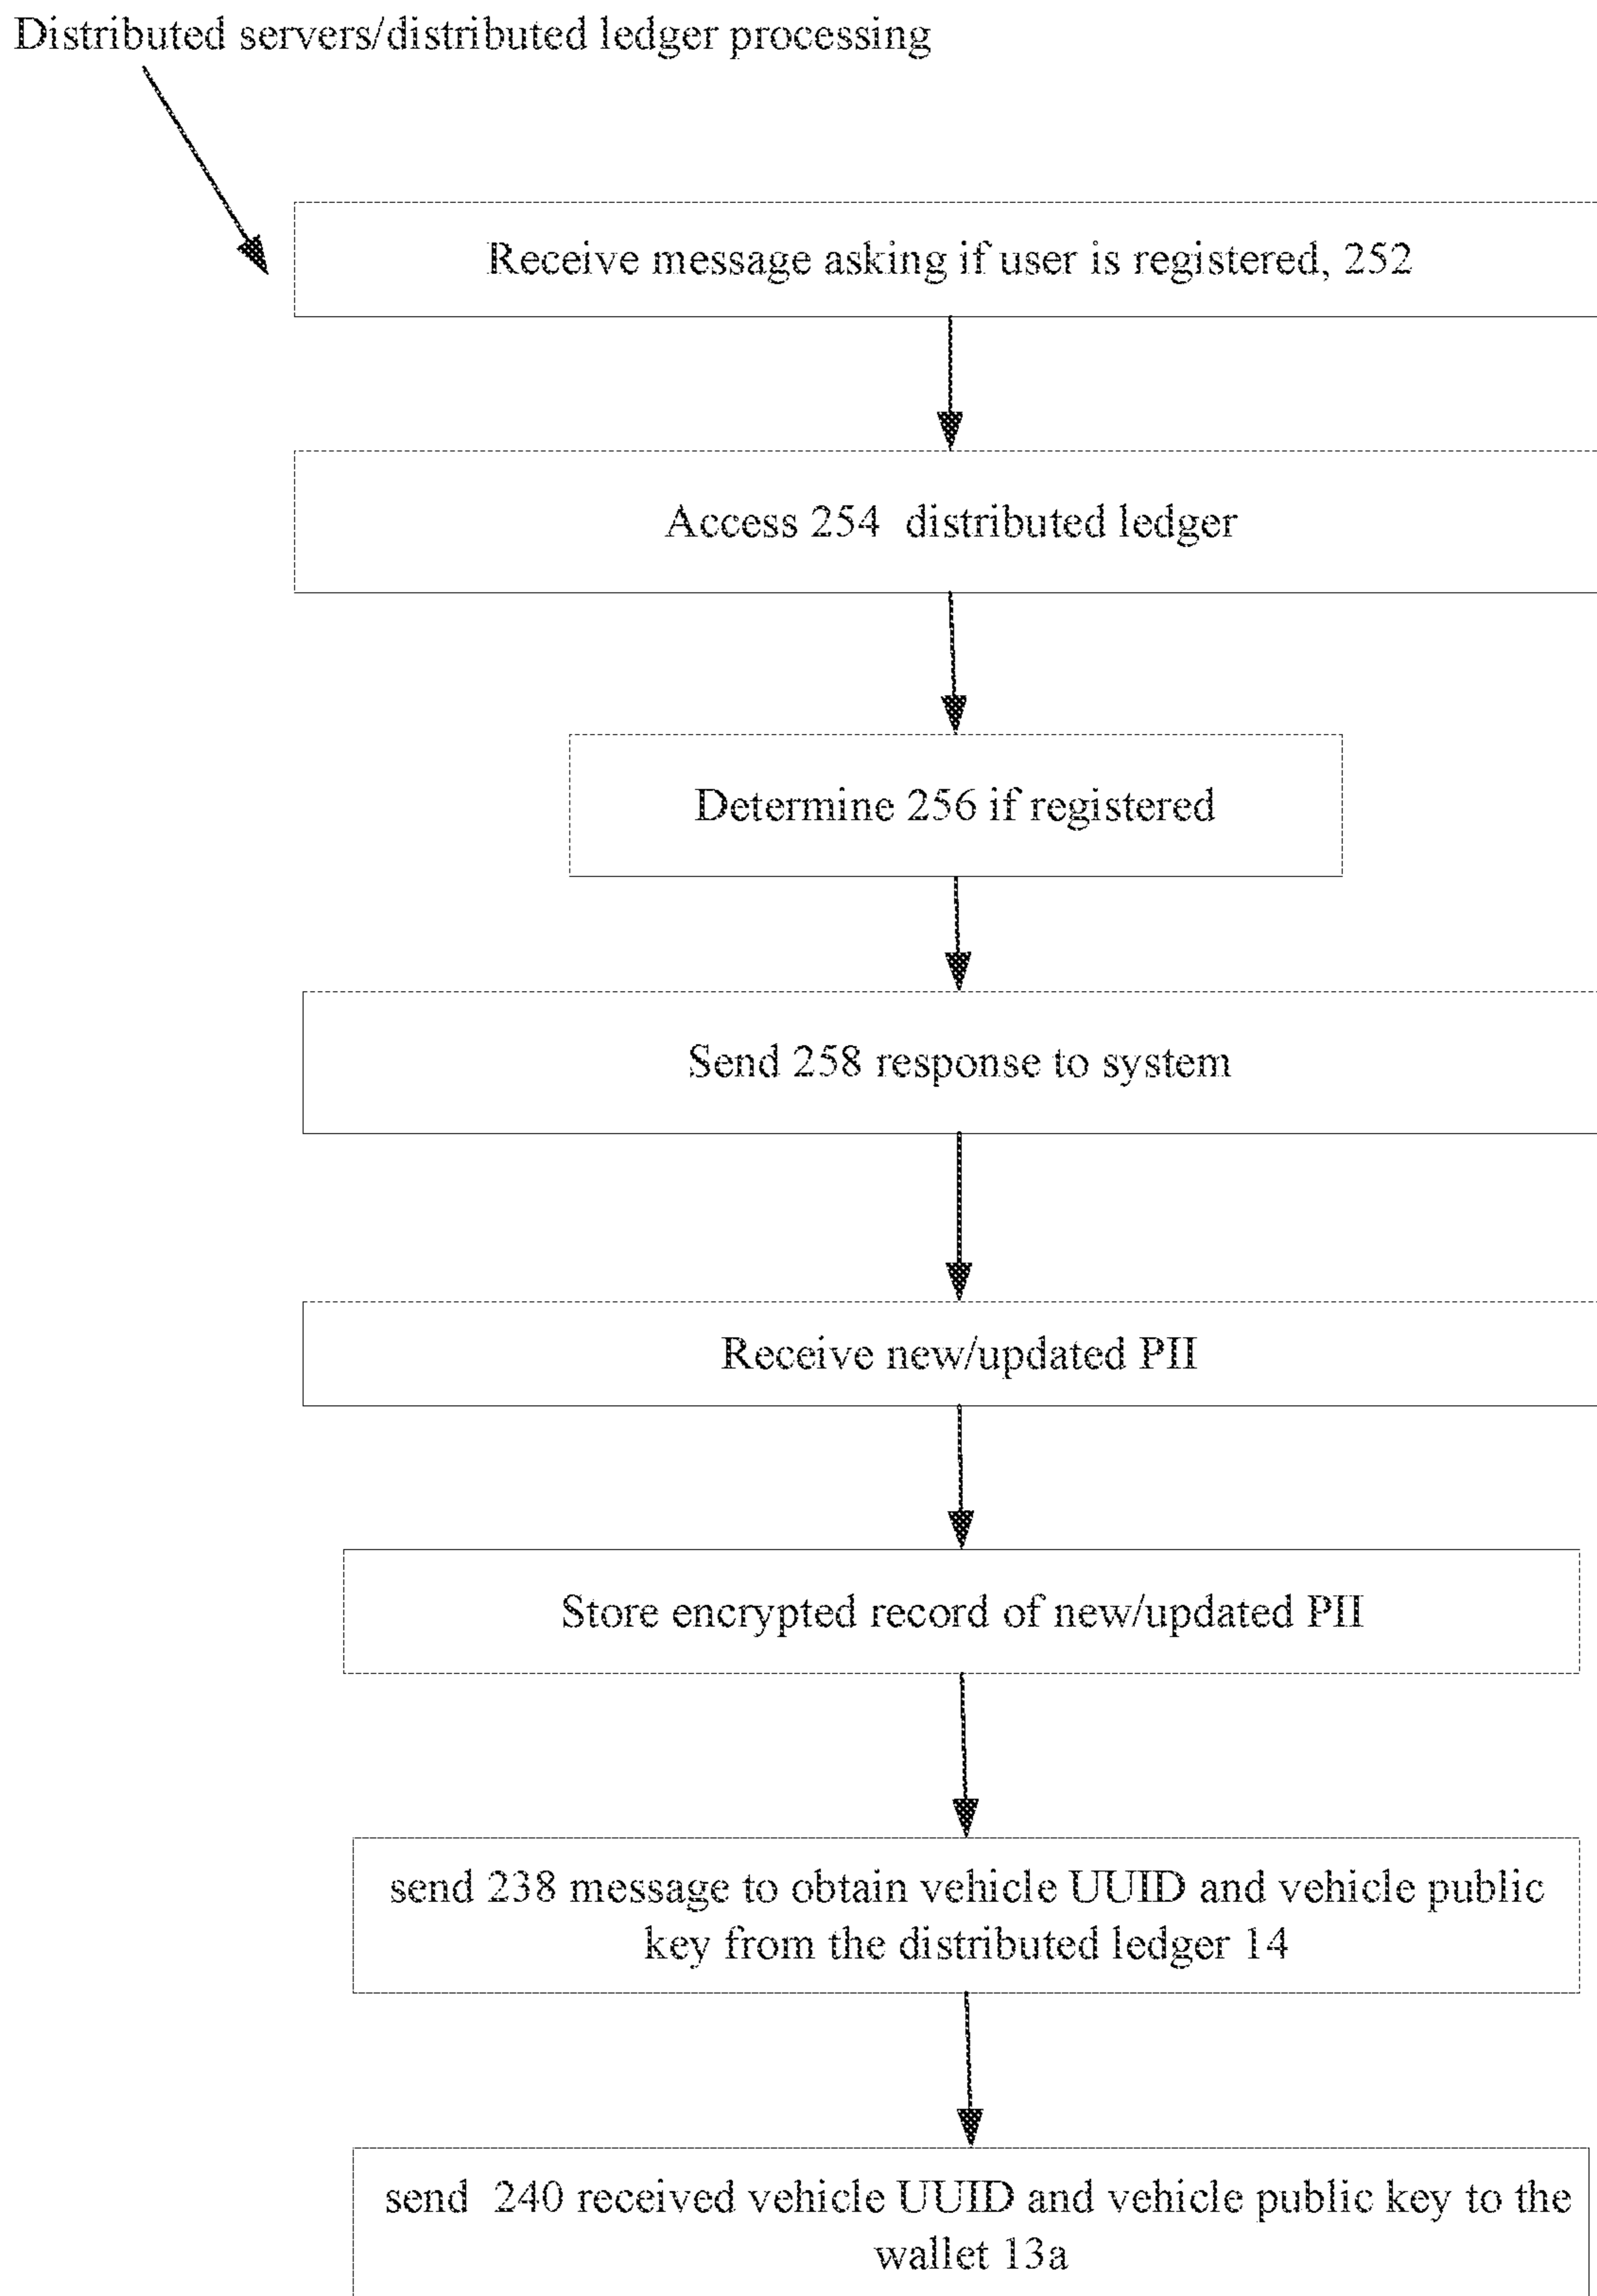 Distributed servers/distributed ledger processing
Receive message asking if user is registered, 252
Access 254 distributed ledger
Determine 256 if registered
Send 258 response to system
Receive new/updated PII
Store encrypted record of new/updated PII
send 238 message to obtain vehicle UUID and vehicle public
key from the distributed ledger 14
send 240 received vehicle UUID and vehicle public key to the
wallet 13a